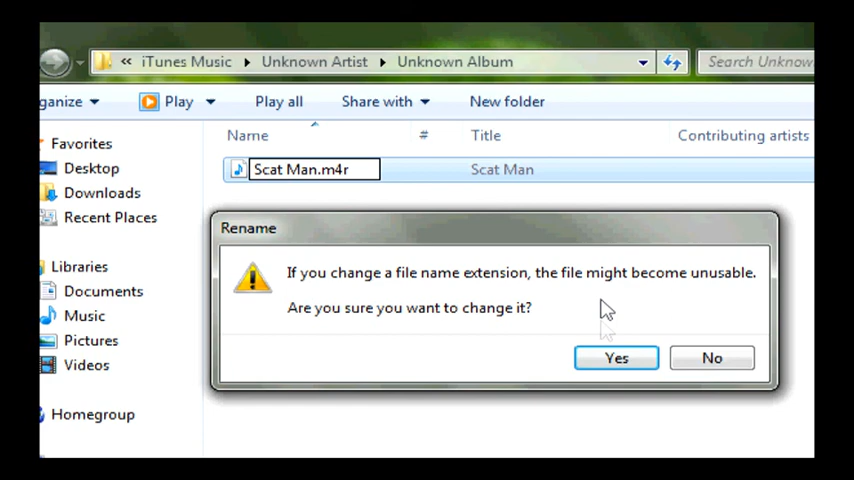 « iTunes Music ▸ Unknown Artist ▸ Unknown Album
Search Unknow
ganize Play Play all Share with New folder
Name # Title Contributing artists
Scat Man.m4r Scat Man
Favorites
Desktop
Downloads
Recent Places
Libraries
Documents
Music
Pictures
Videos
Homegroup
Rename
If you change a file name extension, the file might become unusable.
Are you sure you want to change it?
Yes No